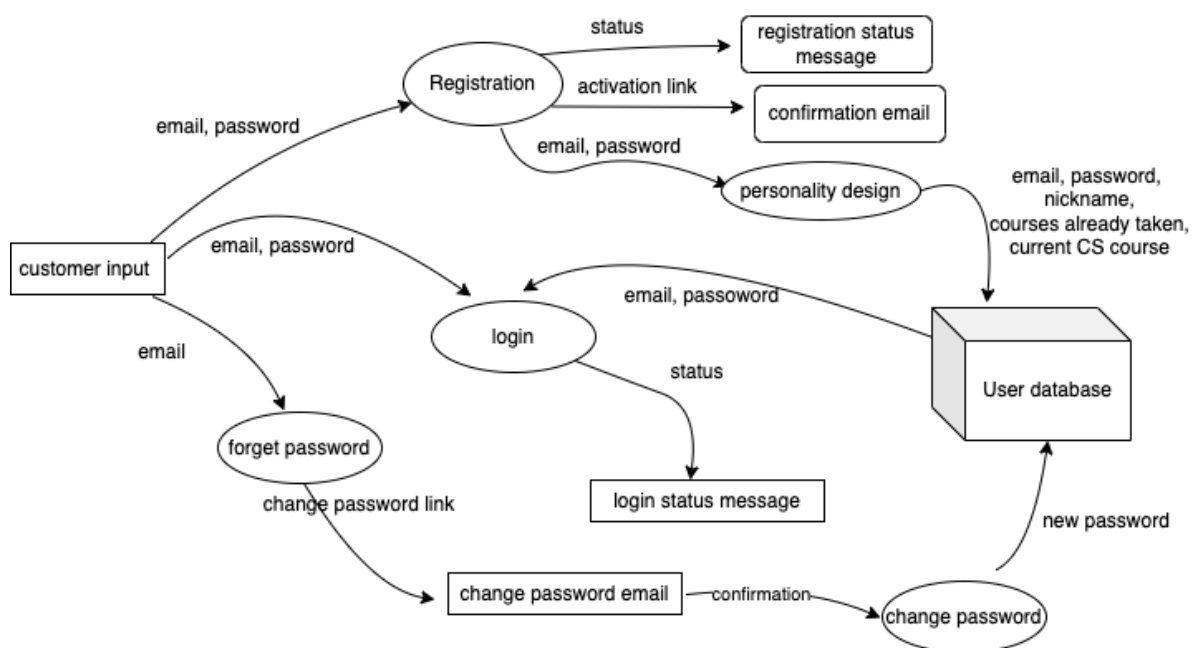 status
registration status
message
Registration
activation link
confirmation email
email, password
email, password
personality design
email, password,
nickname,
courses already taken,
current CS course
email, password
customer input
email, passoword
login
email
status
User database
forget password
change password link
login status message
new password
change password email
confirmation
change password